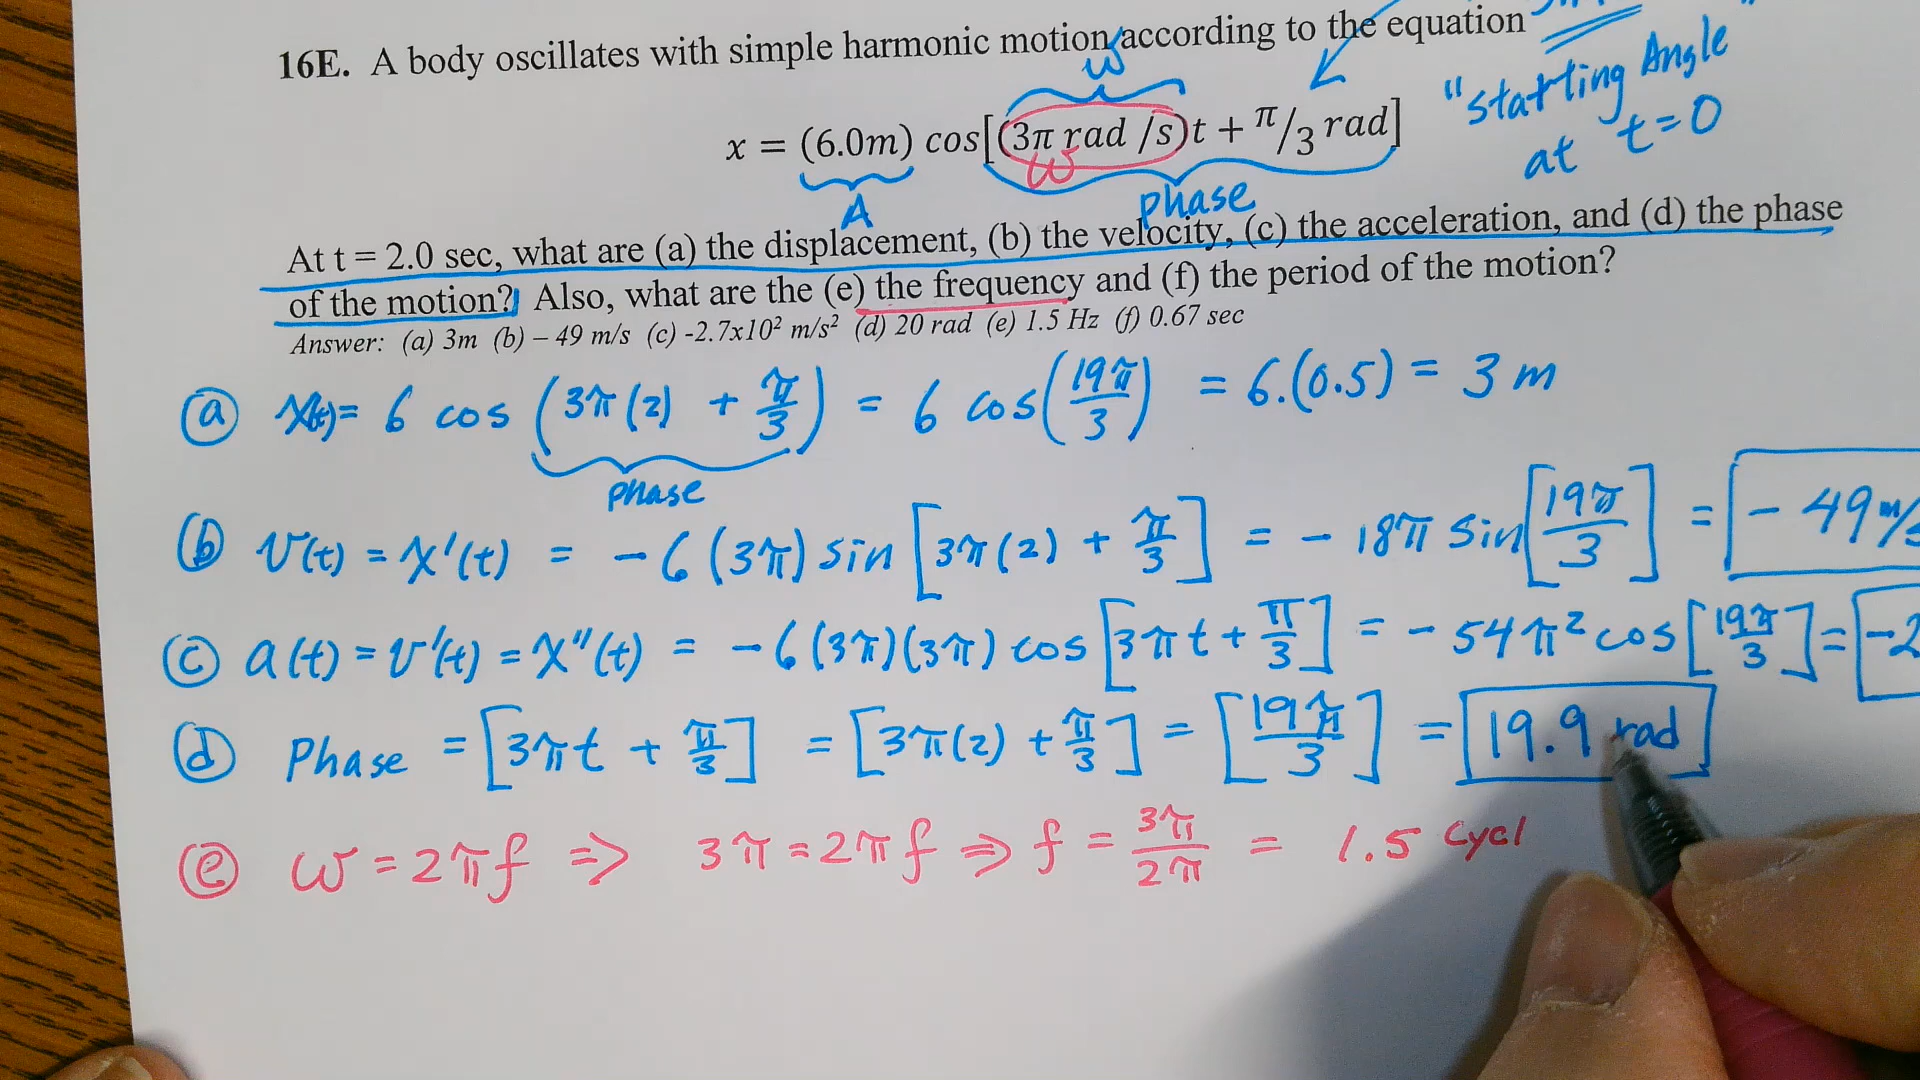 16E. A body oscillates with simple harmonic motion according to the equation
ω
x = (6.0m) cos[(3π rad /s)t + π/3 rad]
"starting Angle"
at t=0
ω
A
phase
At t = 2.0 sec, what are (a) the displacement, (b) the velocity, (c) the acceleration, and (d) the phase
of the motion? Also, what are the (e) the frequency and (f) the period of the motion?
Answer: (a) 3m (b) – 49 m/s (c) -2.7x10² m/s² (d) 20 rad (e) 1.5 Hz (f) 0.67 sec
ⓐ x(t)= 6 cos (3π(2) + π/3) = 6 cos(19π/3) = 6.(0.5) = 3 m
phase
ⓑ v(t) = x'(t) = -6(3π) sin [3π(2) + π/3] = - 18π Sin[19π/3] = - 49 m/s
ⓒ a(t) = v'(t) = x''(t) = -6(3π)(3π) cos [3πt + π/3] = - 54π² cos[19π/3] = -2
ⓓ Phase = [3πt + π/3] = [3π(2) + π/3] = [19π/3] = 19.9 rad
ⓔ ω = 2πf ⇒ 3π = 2πf ⇒ f = 3π/2π = 1.5 Cycl